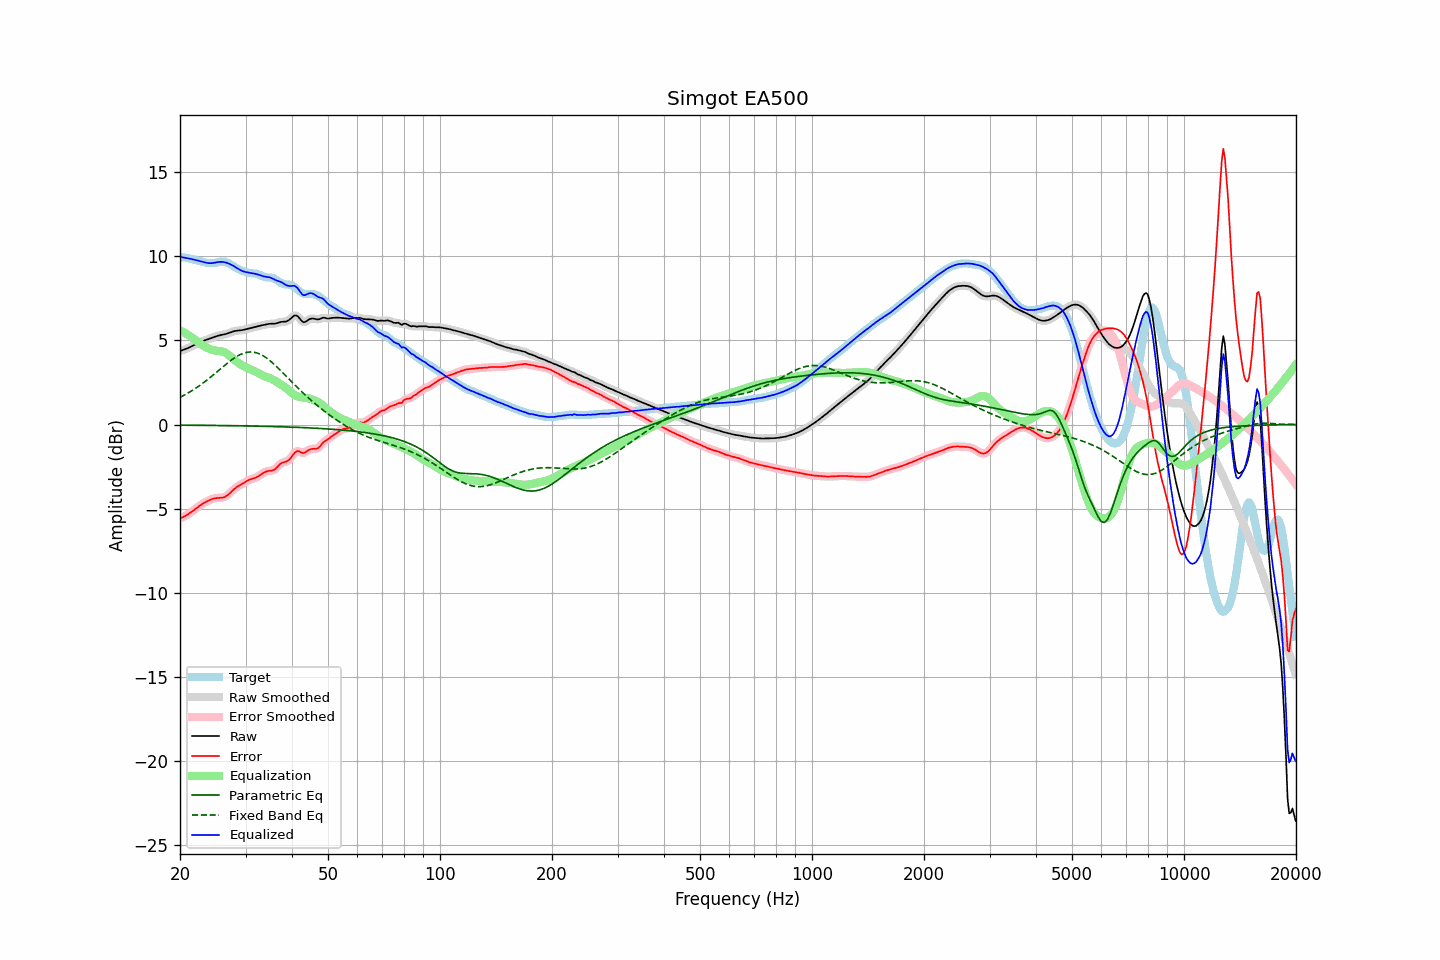 Simgot EA500
Amplitude (dBr)
15
10
5
0
−5
−10
−15
−20
−25
Target
Raw Smoothed
Error Smoothed
Raw
Error
Equalization
Parametric Eq
Fixed Band Eq
Equalized
20 50 100 200 500 1000 2000 5000 10000 20000
Frequency (Hz)